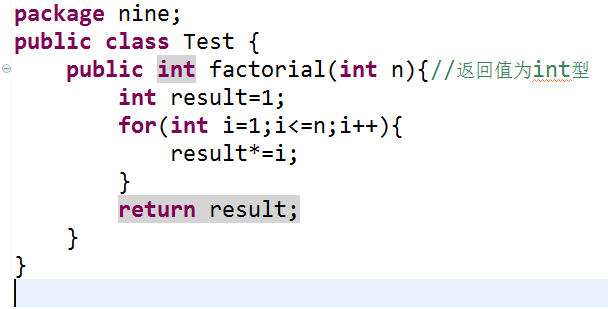 package nine;
public class Test {
    public int factorial(int n){//返回值为int型
        int result=1;
        for(int i=1;i<=n;i++){
            result*=i;
        }
        return result;
    }
}